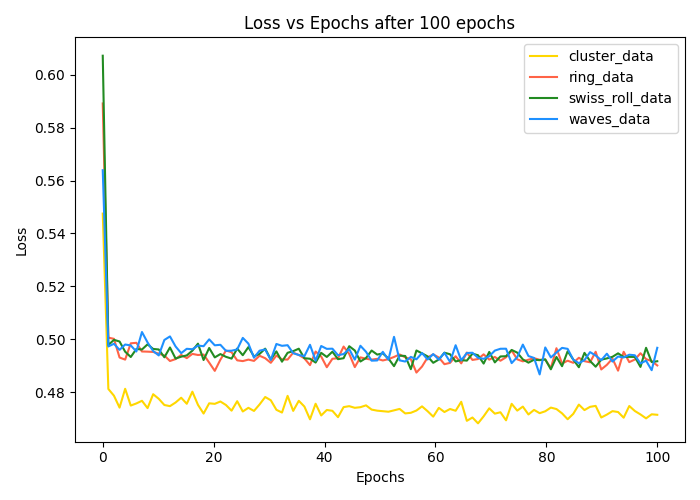 Loss vs Epochs after 100 epochs
cluster_data
ring_data
swiss_roll_data
waves_data
0.60
0.58
0.56
0.54
0.52
0.50
0.48
Loss
0 20 40 60 80 100
Epochs